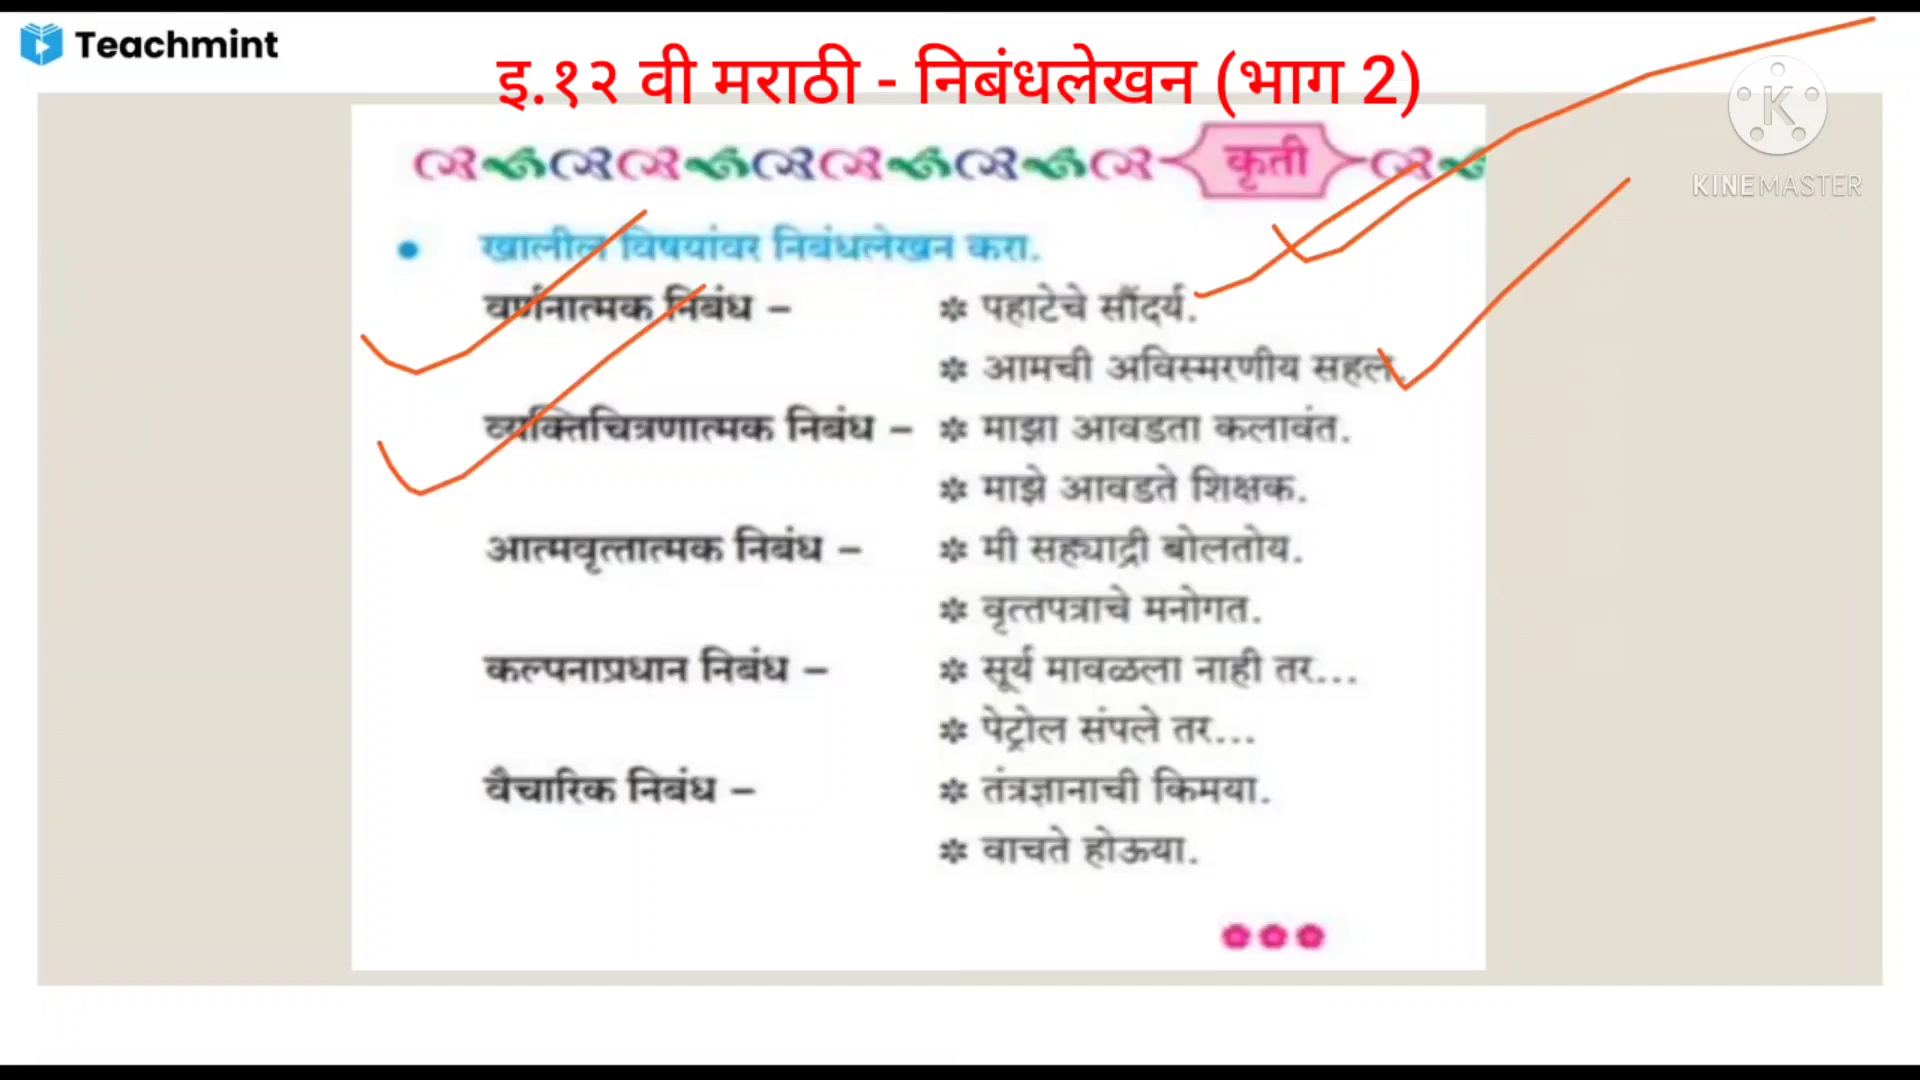 Teachmint
इ.१२ वी मराठी - निबंधलेखन (भाग 2)
KINEMASTER
कृती
● खालील विषयांवर निबंधलेखन करा.
वर्णनात्मक निबंध – ✼ पहाटेचे सौंदर्य.
✼ आमची अविस्मरणीय सहल.
व्यक्तिचित्रणात्मक निबंध – ✼ माझा आवडता कलावंत.
✼ माझे आवडते शिक्षक.
आत्मवृत्तात्मक निबंध – ✼ मी सह्याद्री बोलतोय.
✼ वृत्तपत्राचे मनोगत.
कल्पनाप्रधान निबंध – ✼ सूर्य मावळला नाही तर...
✼ पेट्रोल संपले तर...
वैचारिक निबंध – ✼ तंत्रज्ञानाची किमया.
✼ वाचते होऊया.